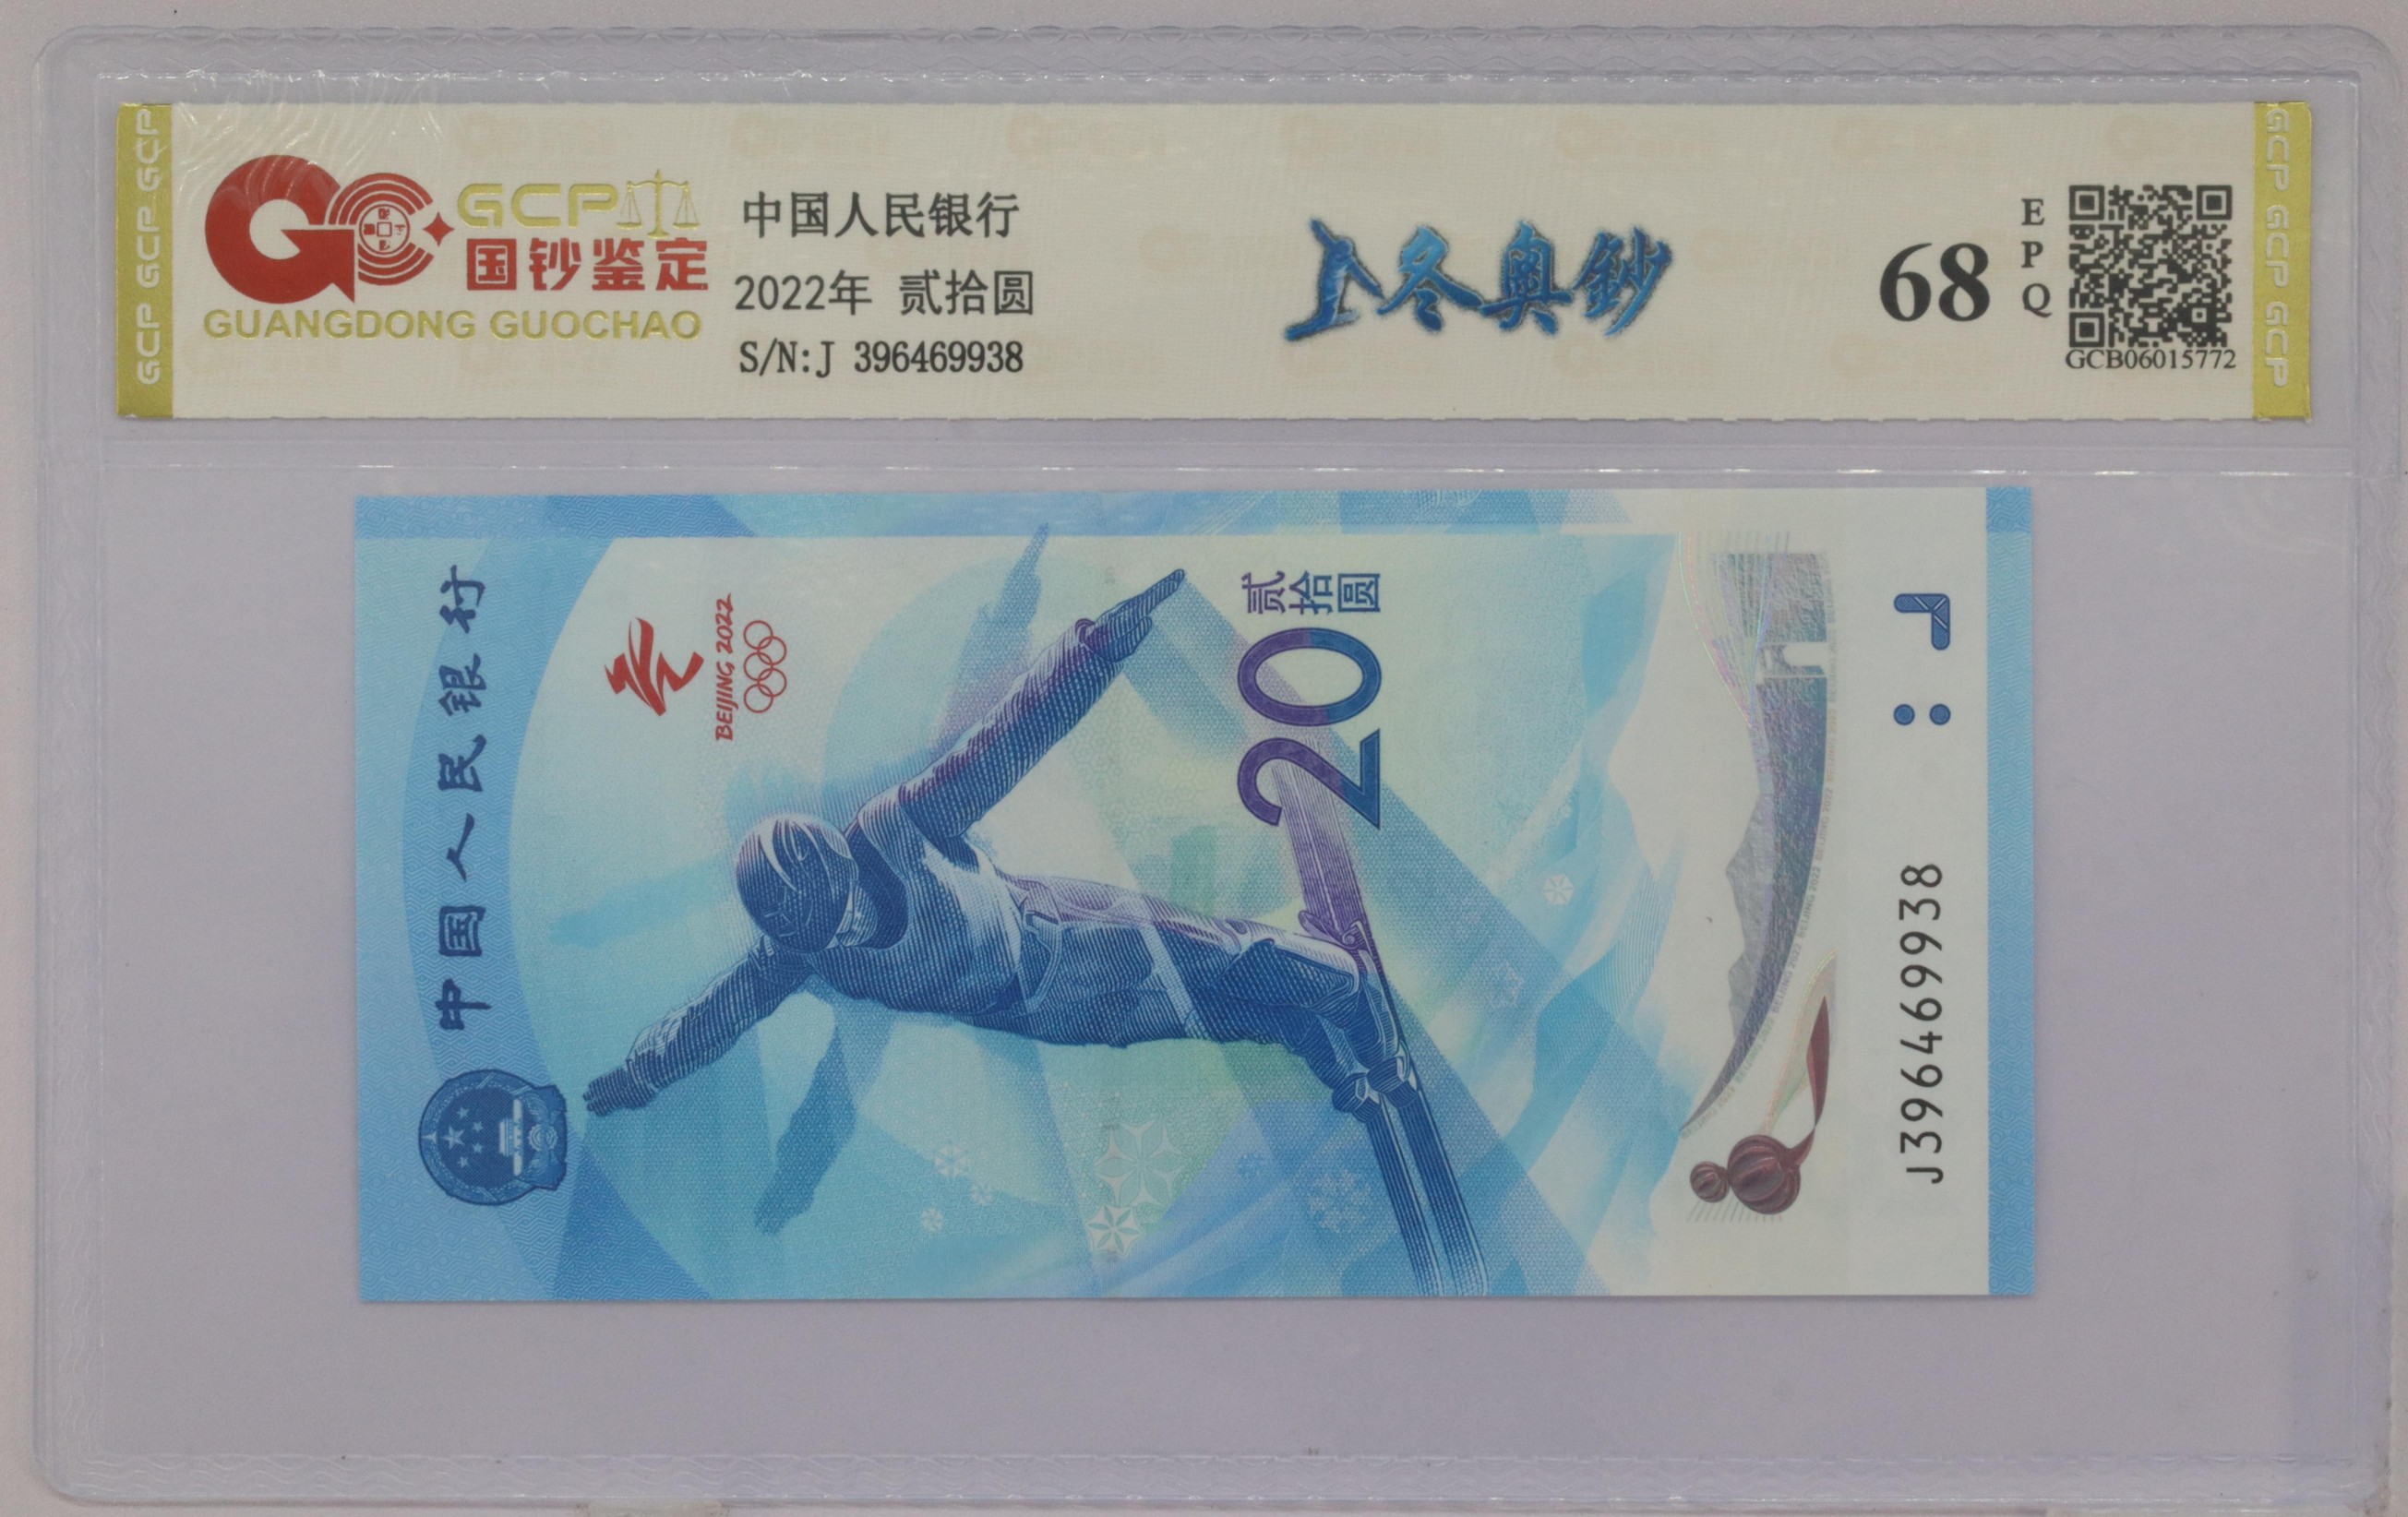 GCP GCP GCP
GCP
国钞鉴定
GUANGDONG GUOCHAO
中国人民银行
2022年 贰拾圆
S/N:J 396469938
上冬奥鈔
68
EPQ
GCB06015772
GCP GCP GCP
中国人民银行
BEIJING 2022
贰拾圆
20
J396469938